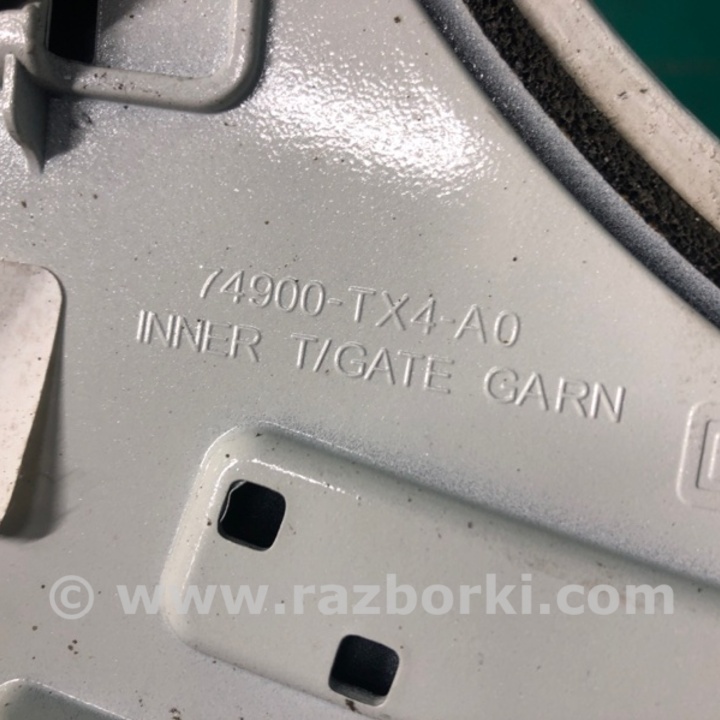 74900-TX4-A0
INNER T/GATE GARN
© www.razborki.com